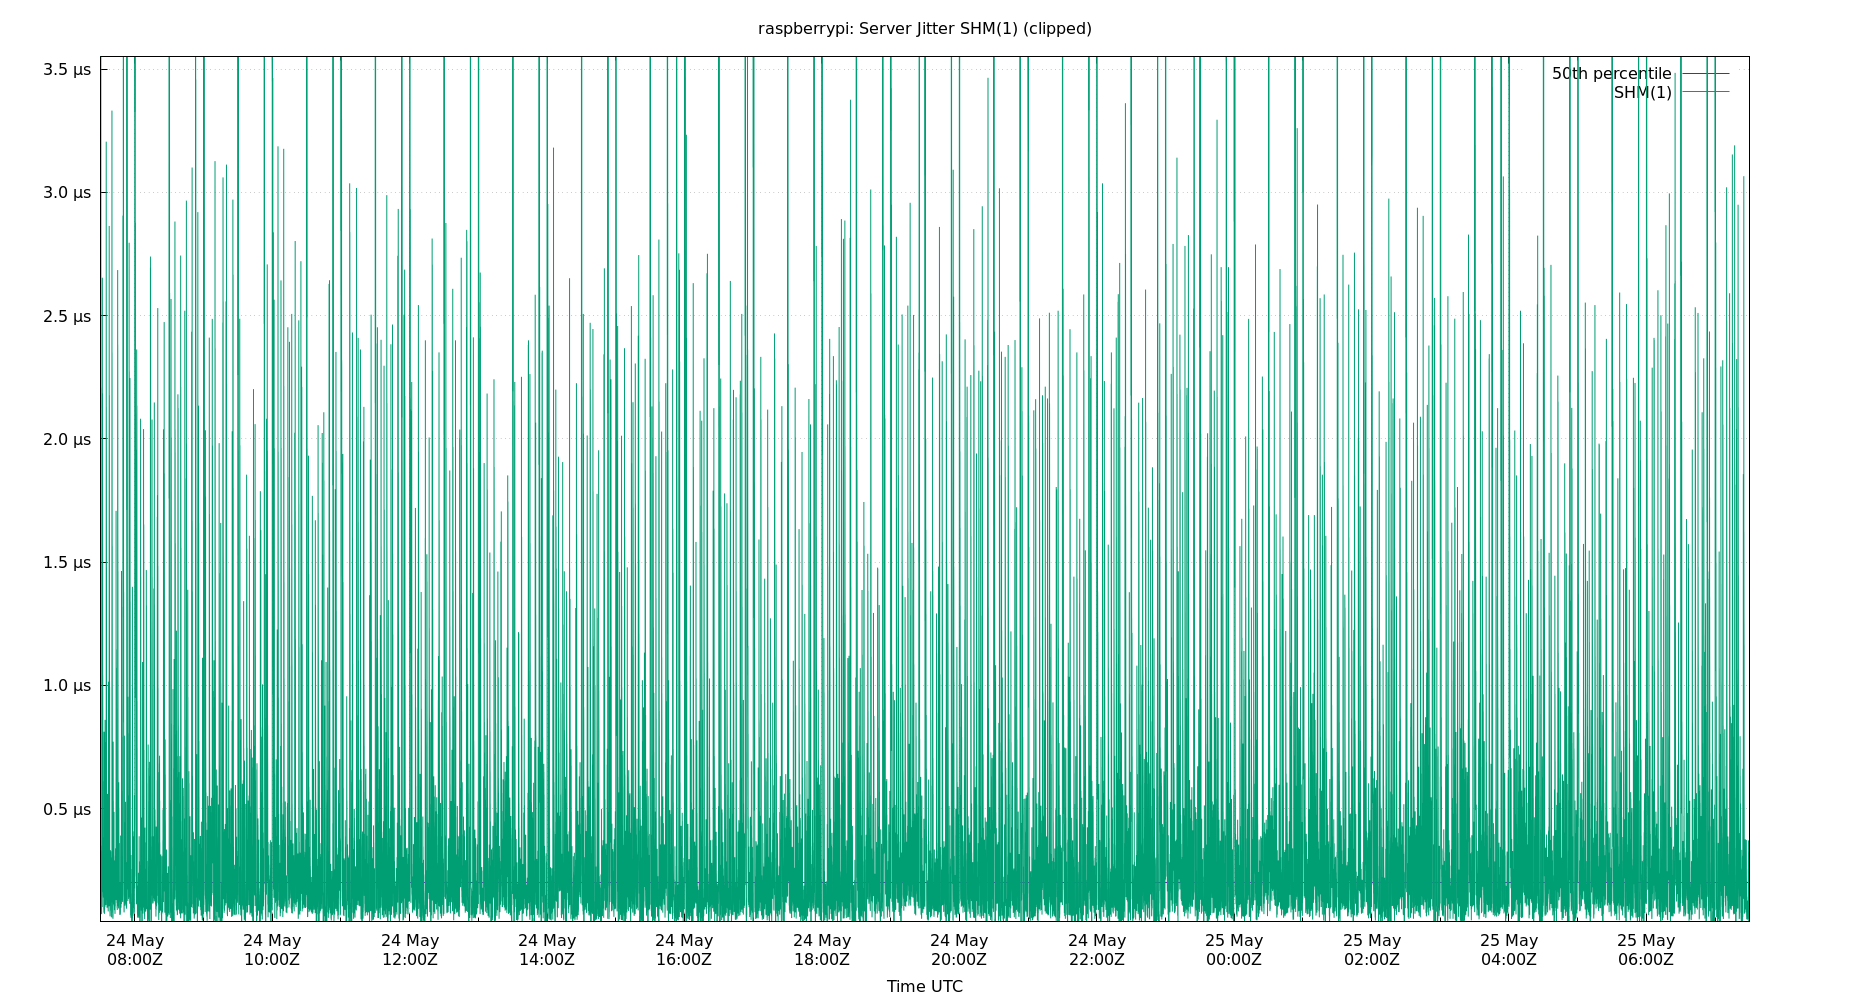 raspberrypi: Server Jitter SHM(1) (clipped)
50th percentile
SHM(1)
3.5 µs
3.0 µs
2.5 µs
2.0 µs
1.5 µs
1.0 µs
0.5 µs
24 May 24 May 24 May 24 May 24 May 24 May 24 May 24 May 25 May 25 May 25 May 25 May
08:00Z 10:00Z 12:00Z 14:00Z 16:00Z 18:00Z 20:00Z 22:00Z 00:00Z 02:00Z 04:00Z 06:00Z
Time UTC